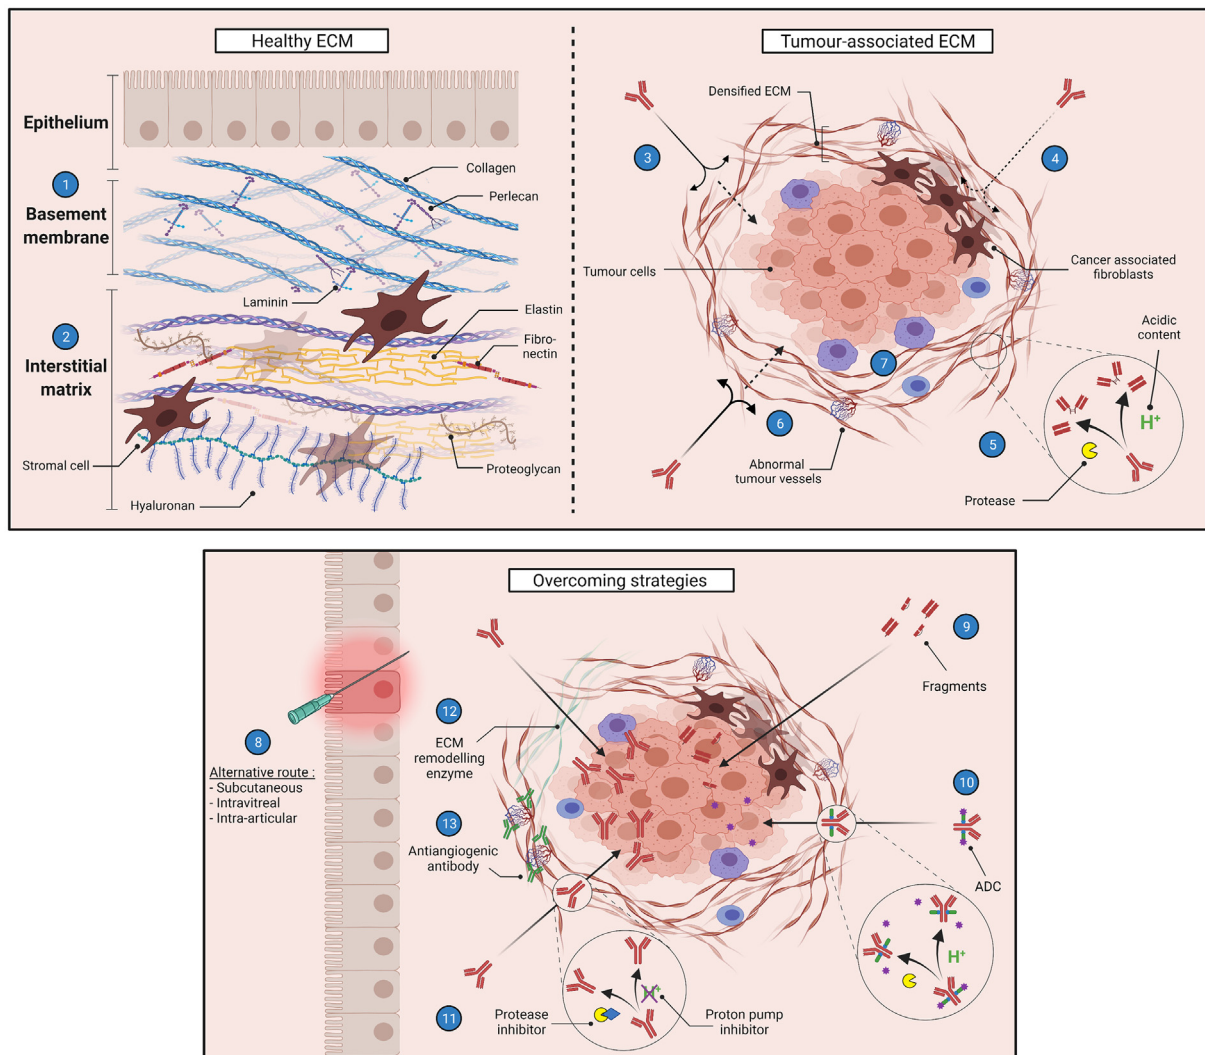 Healthy ECM
Epithelium
1
Basement
membrane
2
Interstitial
matrix
Collagen
Perlecan
Laminin
Elastin
Fibro-
nectin
Stromal cell
Proteoglycan
Hyaluronan
Tumour-associated ECM
Densified ECM
3
4
Tumour cells
Cancer associated
fibroblasts
Acidic
content
7
6
5
H+
Abnormal
tumour vessels
Protease
Overcoming strategies
9
Fragments
12
ECM
remodelling
enzyme
8
Alternative route :
- Subcutaneous
- Intravitreal
- Intra-articular
10
13
Antiangiogenic
antibody
ADC
H+
H+
11
Protease
inhibitor
Proton pump
inhibitor